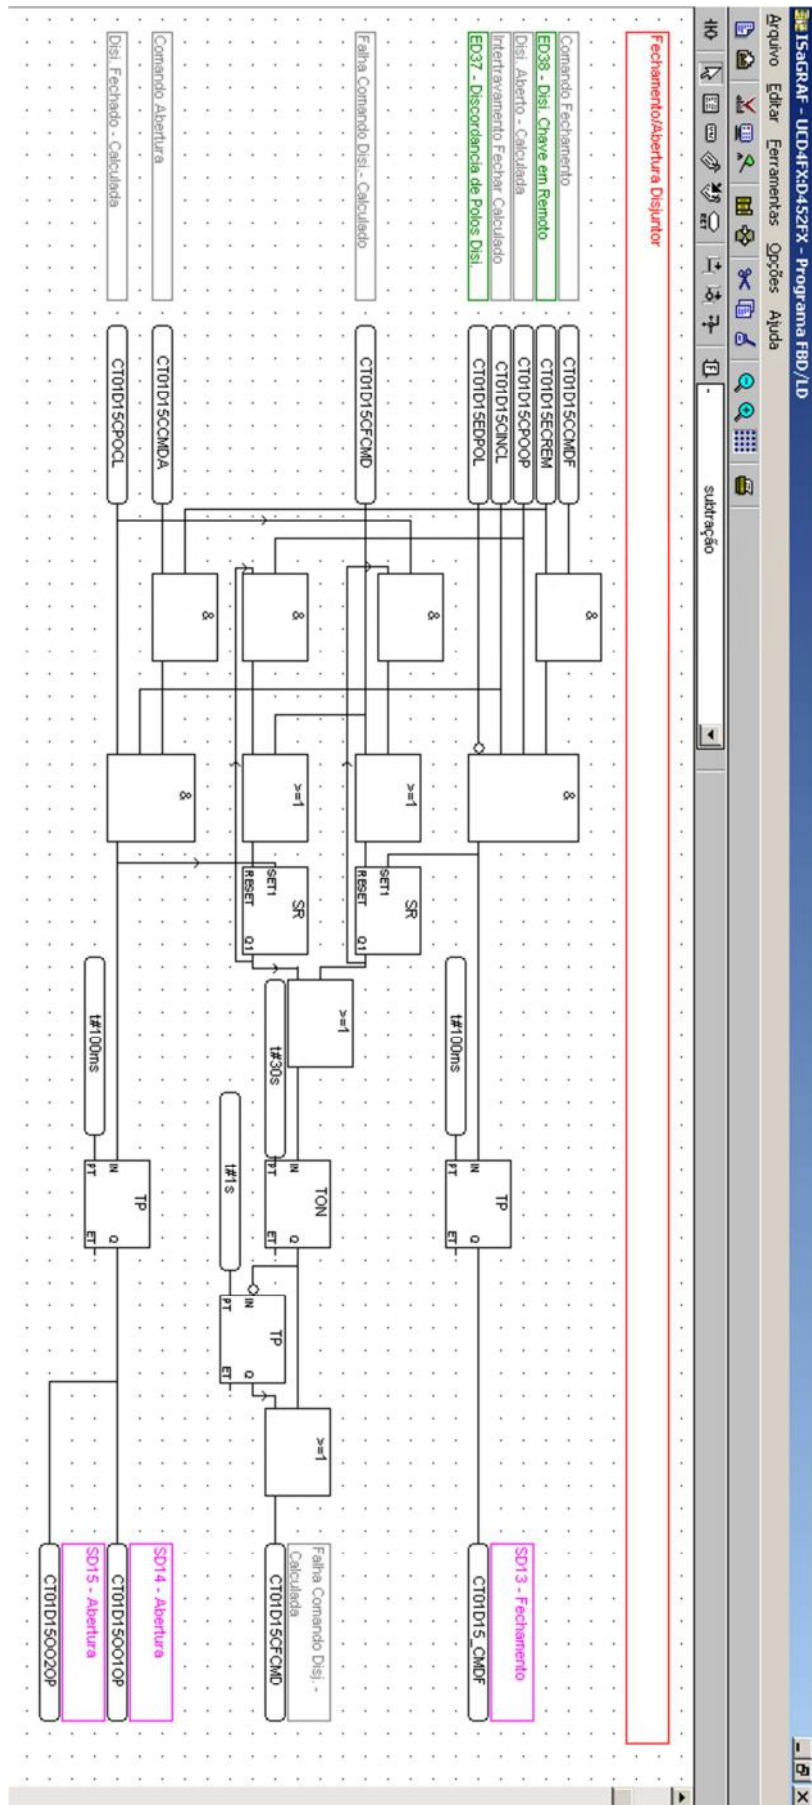 ISaGRAF - UCD4FX:D452FX - Programa FBD/LD
Arquivo Editar Ferramentas Opções Ajuda
subtração
Fechamento/Abertura Disjuntor
Comando Fechamento
CT01D15CCMDF
ED38 - Disj. Chave em Remoto
CT01D15ECREM
Disj. Aberto - Calculada
CT01D15CPOOP
Intertravamento Fechar Calculado
CT01D15CINCL
ED37 - Discordancia de Polos Disj.
CT01D15EDPOL
&
&
t#100ms
TP
IN
Q
PT
ET
SD13 - Fechamento
CT01D15_CMDF
Falha Comando Disj. - Calculado
CT01D15CFCMD
&
>=1
SR
SET1
RESET
Q1
&
>=1
SR
SET1
RESET
Q1
>=1
t#30s
TON
IN
Q
PT
ET
t#1s
TP
IN
Q
PT
ET
>=1
Falha Comando Disj. -
Calculada
CT01D15CFCMD
Comando Abertura
CT01D15CCMDA
&
Disj. Fechado - Calculada
CT01D15CPOCL
&
t#100ms
TP
IN
Q
PT
ET
SD14 - Abertura
CT01D15O01OP
SD15 - Abertura
CT01D15O02OP